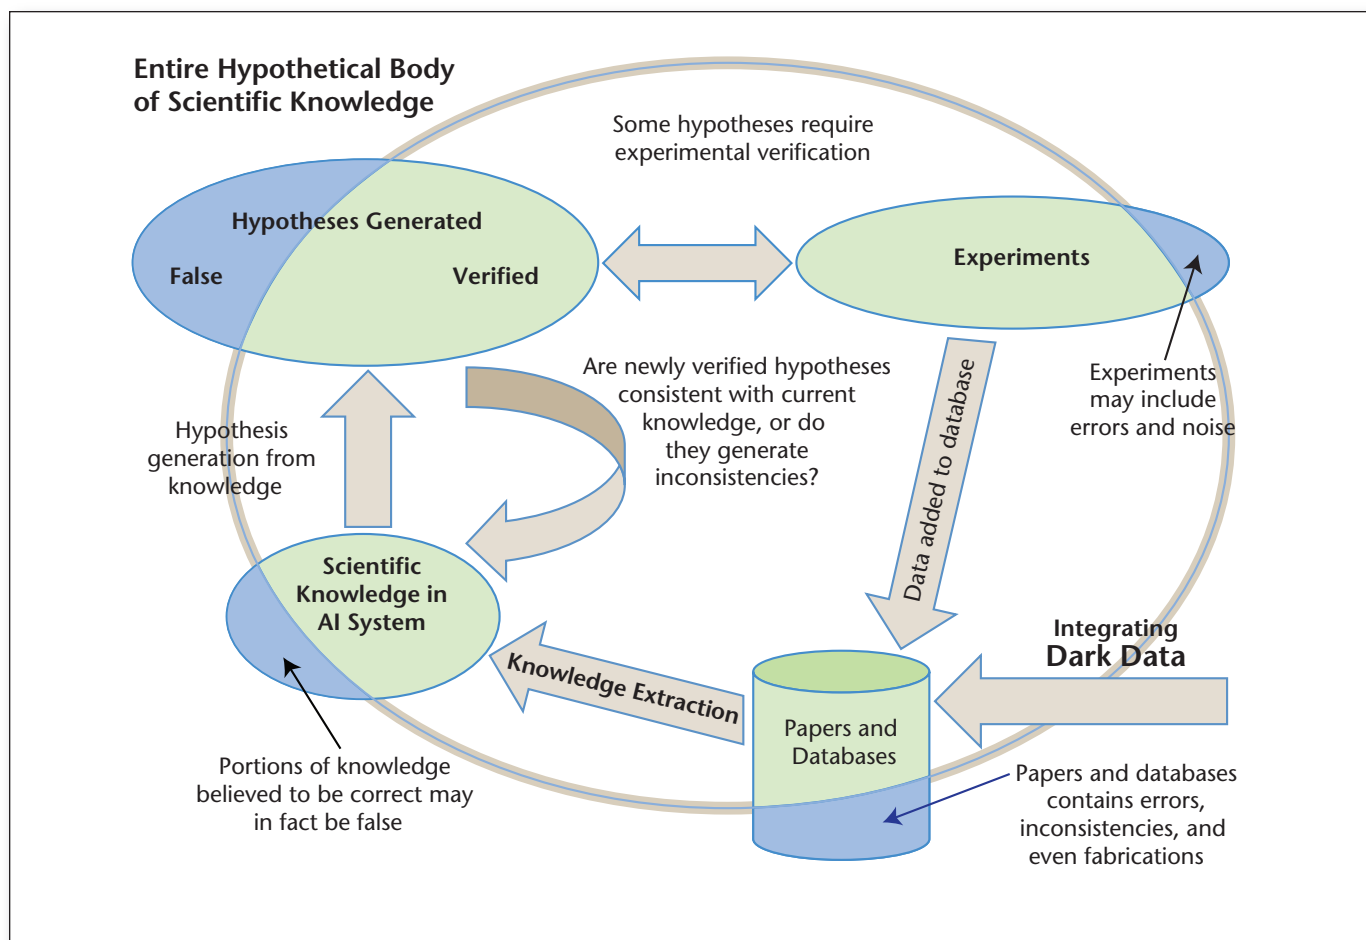 Entire Hypothetical Body
of Scientific Knowledge
Some hypotheses require
experimental verification
Hypotheses Generated
False
Verified
Experiments
Experiments
may include
errors and noise
Are newly verified hypotheses
consistent with current
knowledge, or do
they generate
inconsistencies?
Hypothesis
generation from
knowledge
Data added to database
Scientific
Knowledge in
AI System
Knowledge Extraction
Integrating
Dark Data
Papers and
Databases
Portions of knowledge
believed to be correct may
in fact be false
Papers and databases
contains errors,
inconsistencies, and
even fabrications